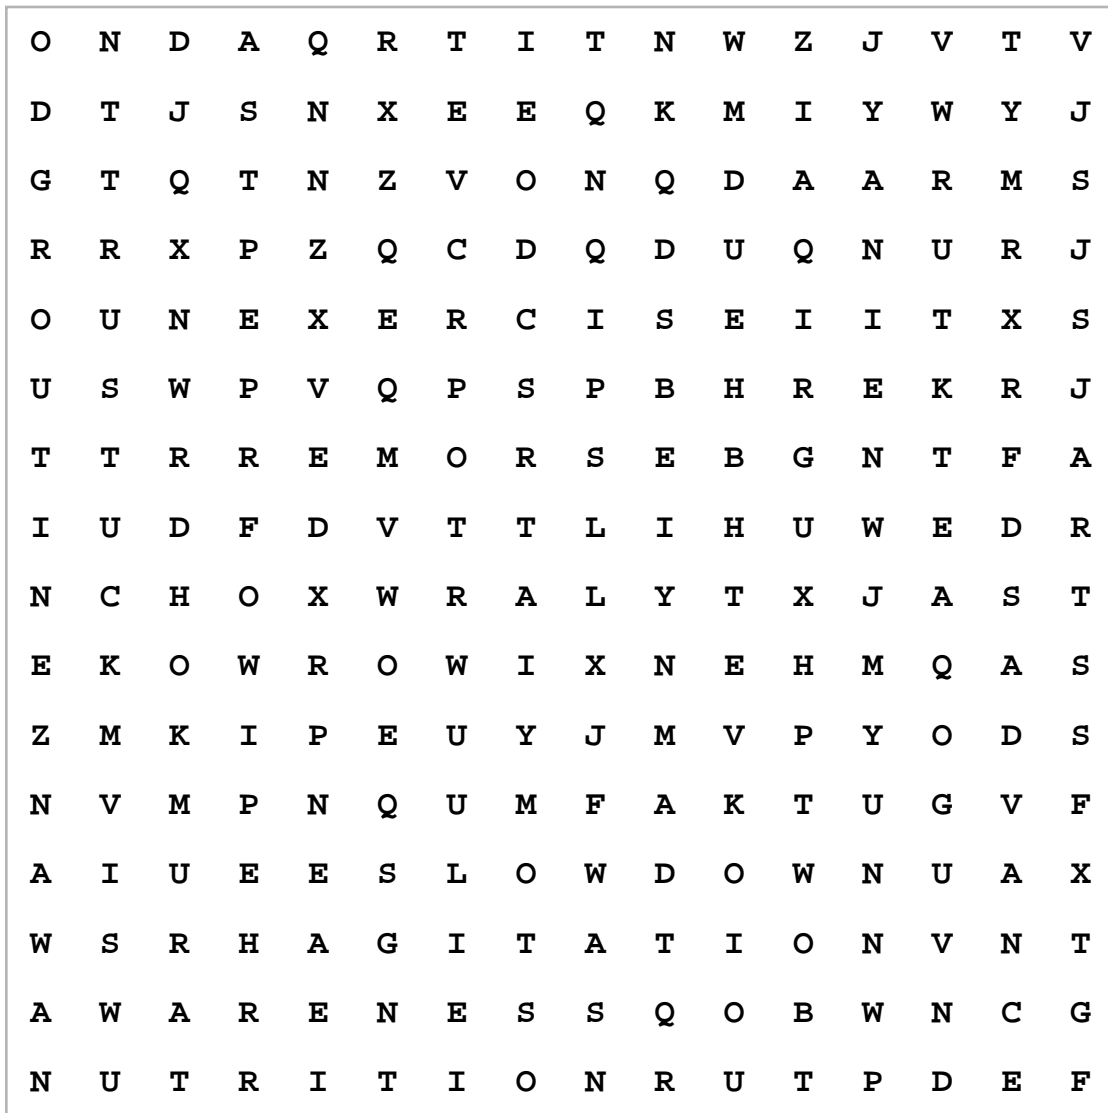 O N D A Q R T I T N W Z J V T V
D T J S N X E E Q K M I Y W Y J
G T Q T N Z V O N Q D A A R M S
R R X P Z Q C D Q D U Q N U R J
O U N E X E R C I S E I I T X S
U S W P V Q P S P B H R E K R J
T T R R E M O R S E B G N T F A
I U D F D V T T L I H U W E D R
N C H O X W R A L Y T X J A S T
E K O W R O W I X N E H M Q A S
Z M K I P E U Y J M V P Y O D S
N V M P N Q U M F A K T U G V F
A I U E E S L O W D O W N U A X
W S R H A G I T A T I O N V N T
A W A R E N E S S Q O B W N C G
N U T R I T I O N R U T P D E F